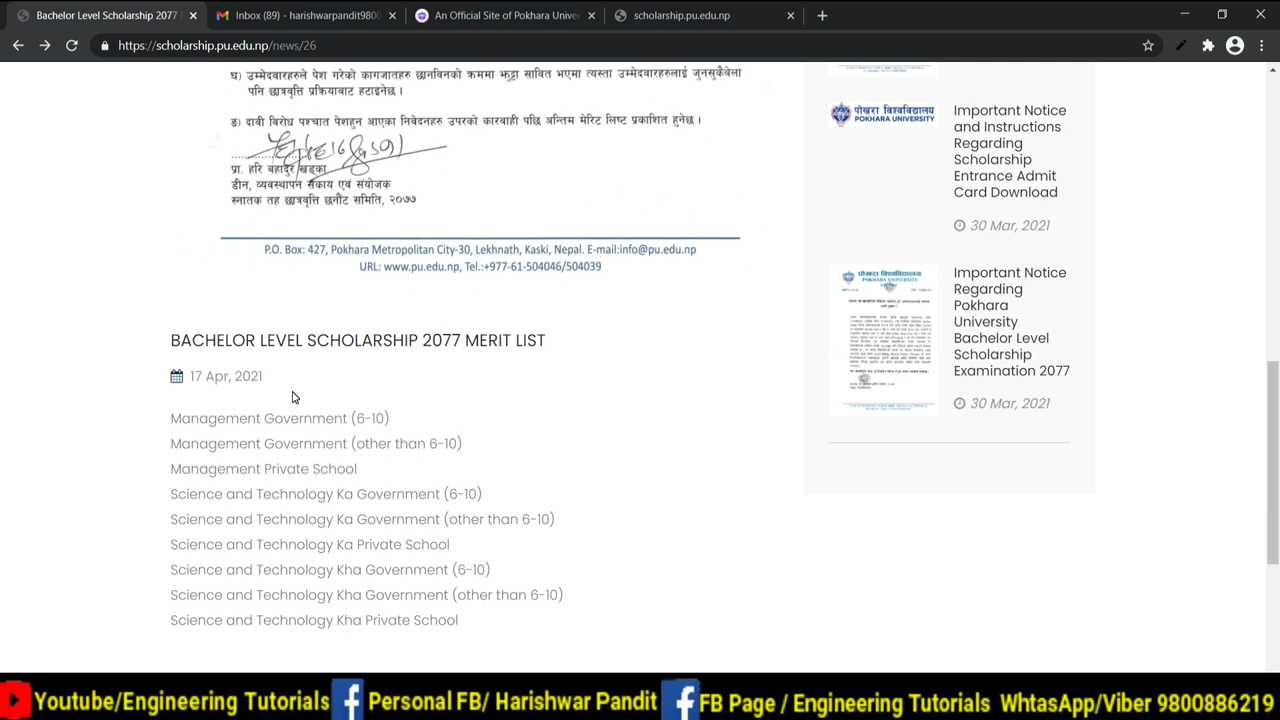 Bachelor Level Scholarship 2077
Inbox (89) - harishwarpandit9800
An Official Site of Pokhara Unive
scholarship.pu.edu.np
https://scholarship.pu.edu.np/news/26
घ) उम्मेदवारहरुले पेश गरेको कागजातहरु छानविनको क्रममा झुठ्ठा सावित भएमा त्यस्ता उम्मेदवारहरुलाई जुनसुकैबेला
पनि छात्रवृत्ति प्रक्रियाबाट हटाइनेछ ।
ङ) दावी विरोध पश्चात पेशहुन आएका निवेदनहरु उपरको कारवाही पछि अन्तिम मेरिट लिष्ट प्रकाशित हुनेछ ।
प्रा. हरि बहादुर खड्का
डीन, व्यवस्थापन संकाय एवं संयोजक
स्नातक तह छात्रवृत्ति छनौट समिति, २०७७
P.O. Box: 427, Pokhara Metropolitan City-30, Lekhnath, Kaski, Nepal. E-mail:info@pu.edu.np
URL: www.pu.edu.np, Tel.:+977-61-504046/504039
BACHELOR LEVEL SCHOLARSHIP 2077 MERIT LIST
17 Apr, 2021
Management Government (6-10)
Management Government (other than 6-10)
Management Private School
Science and Technology Ka Government (6-10)
Science and Technology Ka Government (other than 6-10)
Science and Technology Ka Private School
Science and Technology Kha Government (6-10)
Science and Technology Kha Government (other than 6-10)
Science and Technology Kha Private School
पोखरा विश्वविद्यालय
POKHARA UNIVERSITY
Important Notice
and Instructions
Regarding
Scholarship
Entrance Admit
Card Download
30 Mar, 2021
पोखरा विश्वविद्यालय
POKHARA UNIVERSITY
Important Notice
Regarding
Pokhara
University
Bachelor Level
Scholarship
Examination 2077
30 Mar, 2021
Youtube/Engineering Tutorials Personal FB/ Harishwar Pandit FB Page / Engineering Tutorials WhtasApp/Viber 9800886219